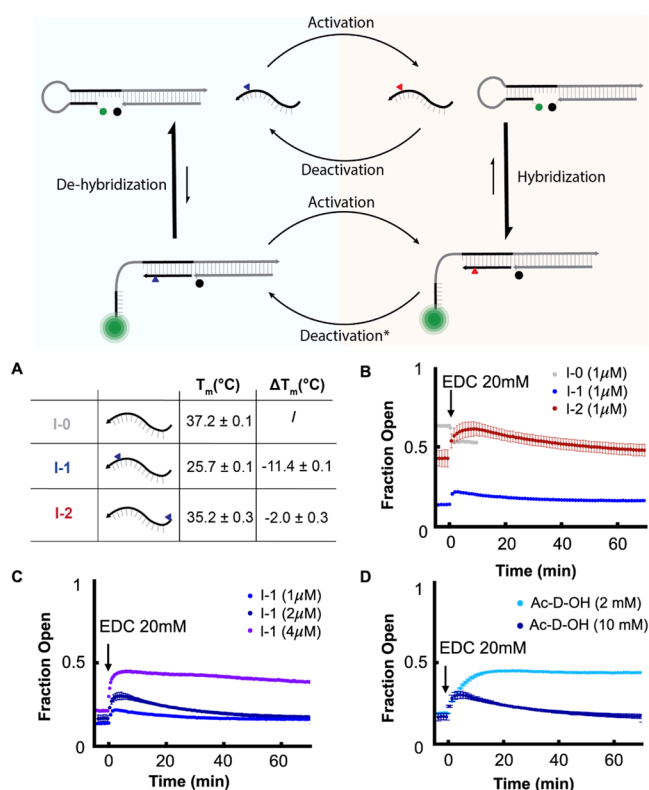 Activation
De-hybridization
Deactivation
Hybridization
Activation
Deactivation*
A
Tm(°C) ΔTm(°C)
I-0 37.2 ± 0.1 /
I-1 25.7 ± 0.1 -11.4 ± 0.1
I-2 35.2 ± 0.3 -2.0 ± 0.3
B
1
EDC 20mM
I-0 (1μM)
I-1 (1μM)
I-2 (1μM)
Fraction Open
0.5
0
0 20 40 60
Time (min)
C
1
EDC 20mM
I-1 (1μM)
I-1 (2μM)
I-1 (4μM)
Fraction Open
0.5
0
0 20 40 60
Time (min)
D
1
Ac-D-OH (2 mM)
Ac-D-OH (10 mM)
EDC 20mM
Fraction Open
0.5
0
0 20 40 60
Time (min)